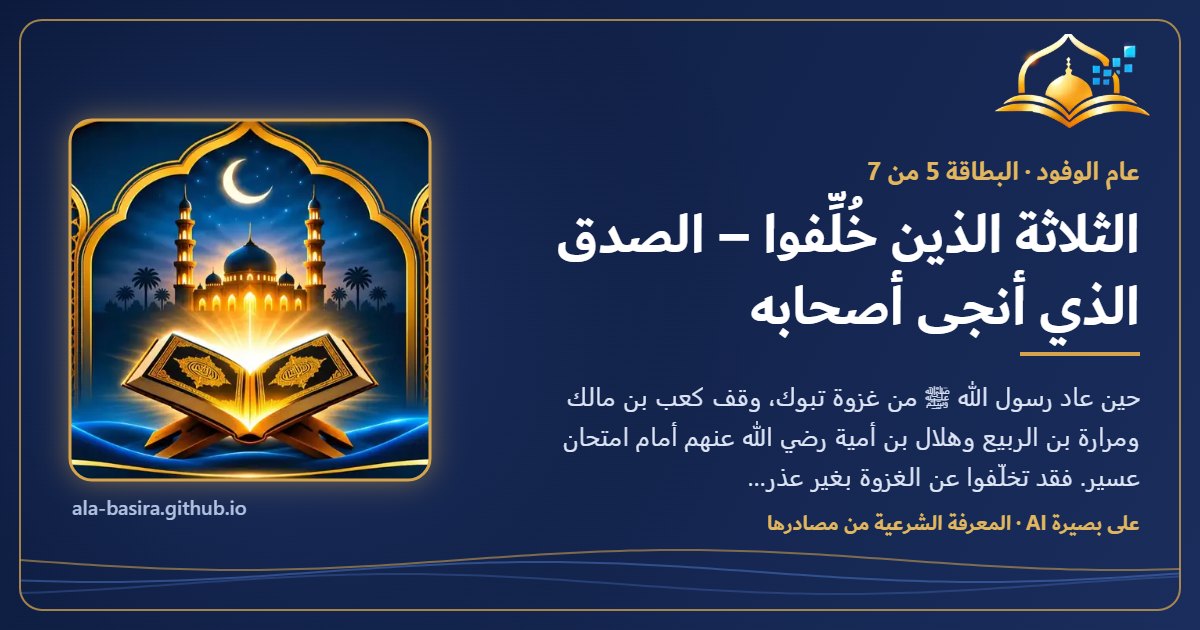 عام الوفود · البطاقة 5 من 7
الثلاثة الذين خُلِّفوا – الصدق
الذي أنجى أصحابه
حين عاد رسول الله ﷺ من غزوة تبوك، وقف كعب بن مالك
ومرارة بن الربيع وهلال بن أمية رضي الله عنهم أمام امتحان
عسير. فقد تخلّفوا عن الغزوة بغير عذر...
على بصيرة AI · المعرفة الشرعية من مصادرها
ala-basira.github.io